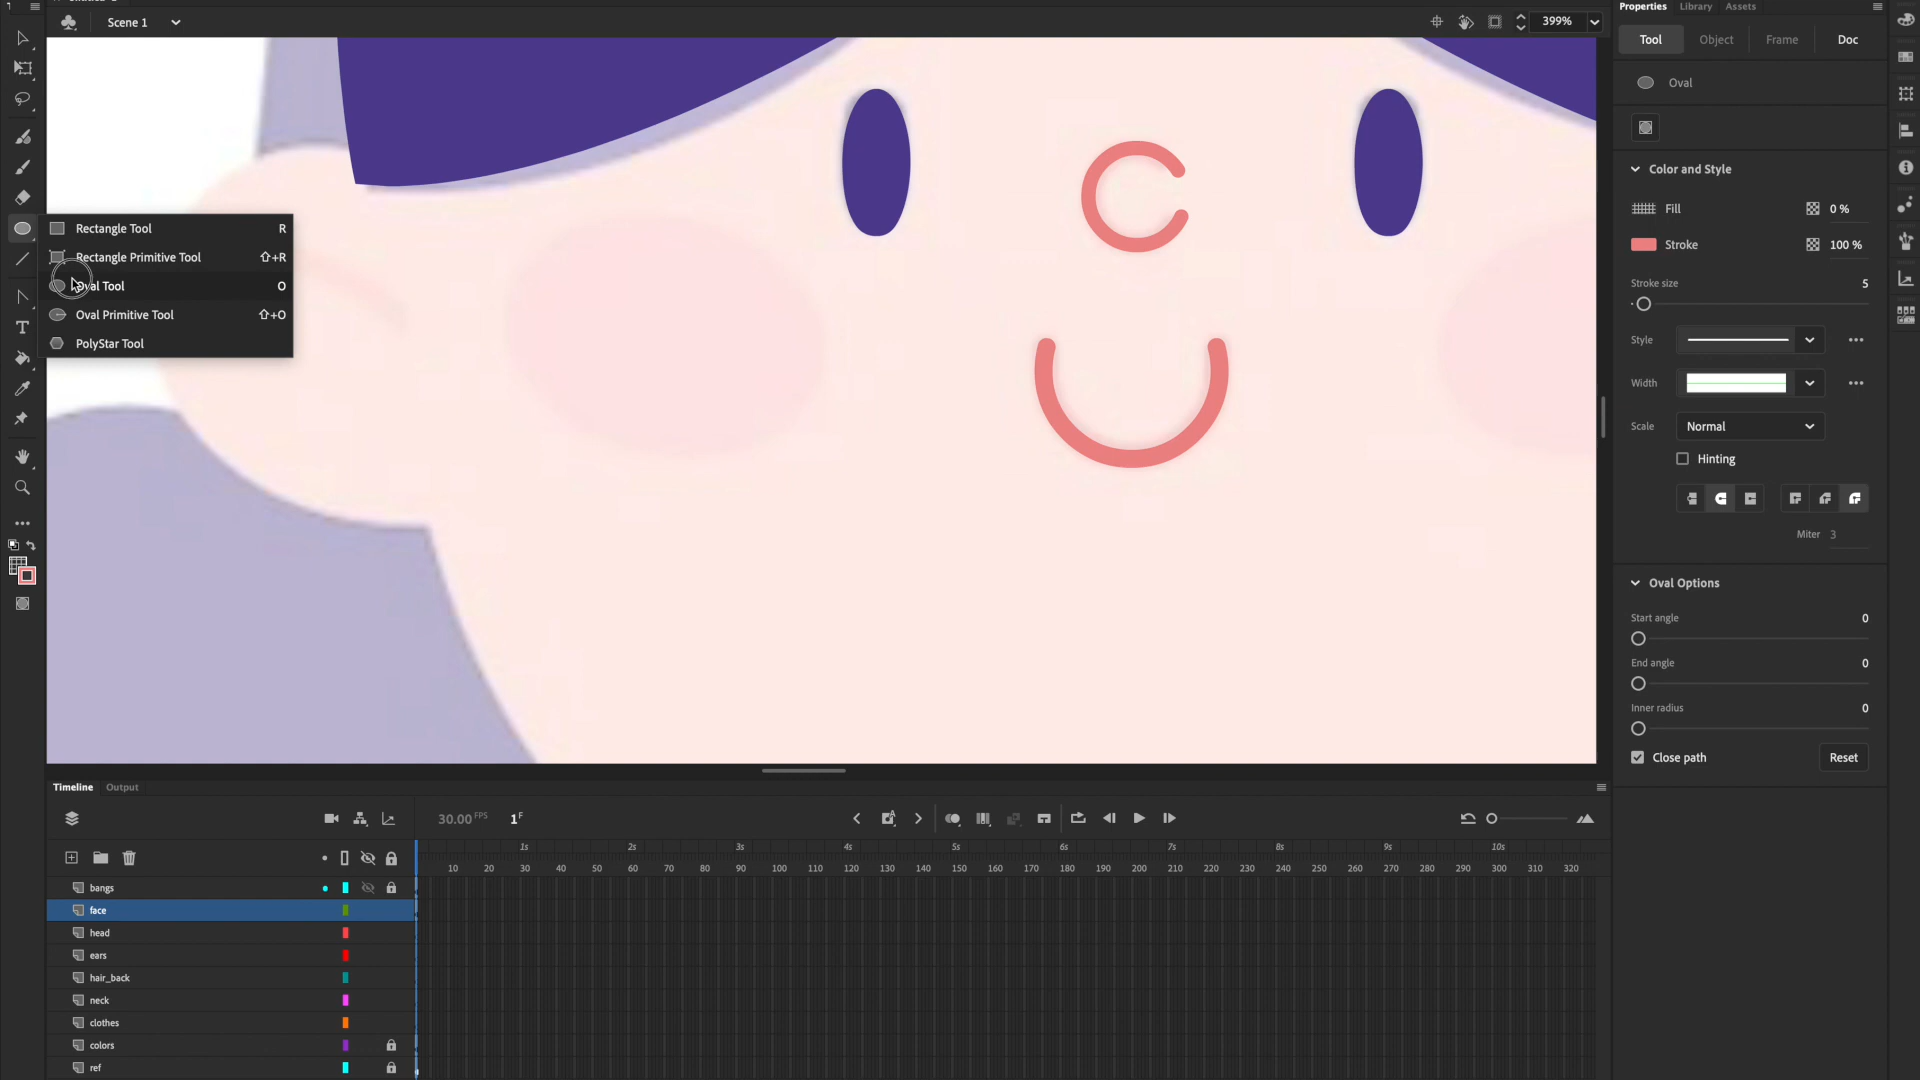 Scene 1
399%
Properties
Library
Assets
Tool
Object
Frame
Doc
Oval
Color and Style
Fill
0 %
Stroke
100 %
Stroke size
5
Style
Width
Scale
Normal
Hinting
Miter
3
Oval Options
Start angle
0
End angle
0
Inner radius
0
Close path
Reset
Rectangle Tool
R
Rectangle Primitive Tool
⇧+R
Oval Tool
O
Oval Primitive Tool
⇧+O
PolyStar Tool
T
Timeline
Output
30.00 FPS
1 F
1s 2s 3s 4s 5s 6s 7s 8s 9s 10s
10 20 30 40 50 60 70 80 90 100 110 120 130 140 150 160 170 180 190 200 210 220 230 240 250 260 270 280 290 300 310 320
bangs
face
head
ears
hair_back
neck
clothes
colors
ref